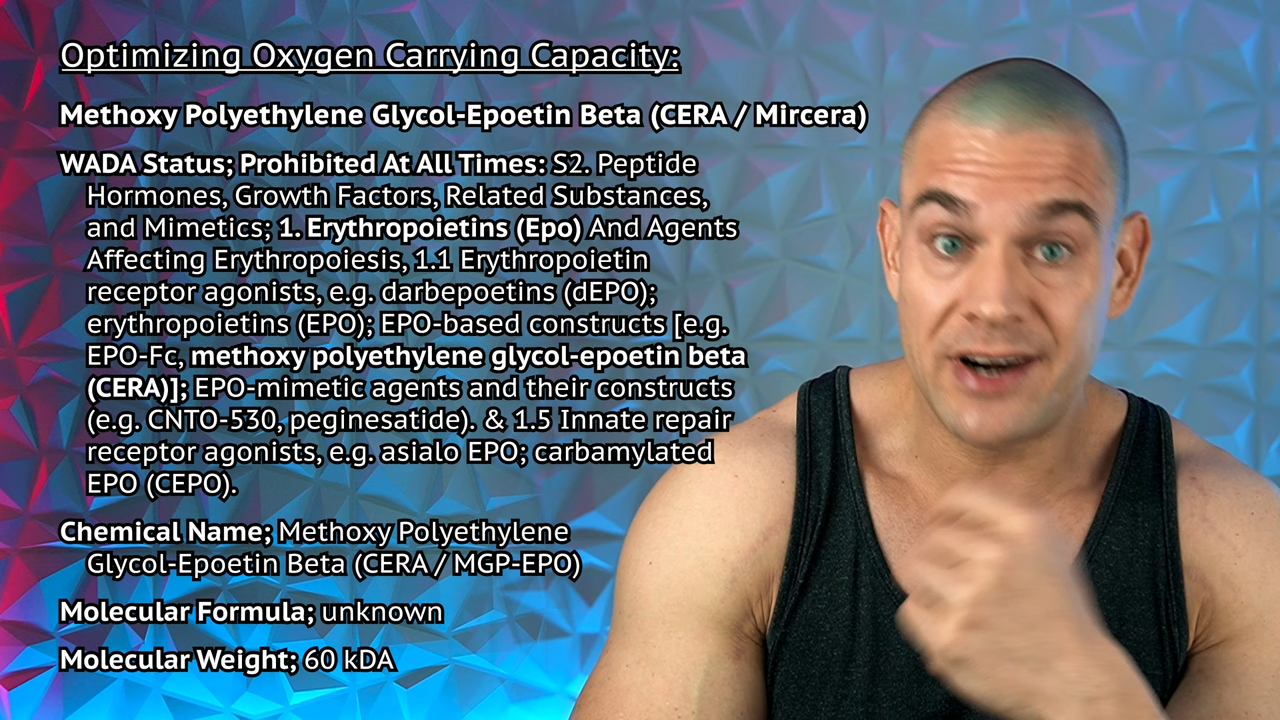 Optimizing Oxygen Carrying Capacity:
Methoxy Polyethylene Glycol-Epoetin Beta (CERA / Mircera)
WADA Status; Prohibited At All Times: S2. Peptide
Hormones, Growth Factors, Related Substances,
and Mimetics; 1. Erythropoietins (Epo) And Agents
Affecting Erythropoiesis, 1.1 Erythropoietin
receptor agonists, e.g. darbepoetins (dEPO);
erythropoietins (EPO); EPO-based constructs [e.g.
EPO-Fc, methoxy polyethylene glycol-epoetin beta
(CERA)]; EPO-mimetic agents and their constructs
(e.g. CNTO-530, peginesatide). & 1.5 Innate repair
receptor agonists, e.g. asialo EPO; carbamylated
EPO (CEPO).
Chemical Name; Methoxy Polyethylene
Glycol-Epoetin Beta (CERA / MGP-EPO)
Molecular Formula; unknown
Molecular Weight; 60 kDA